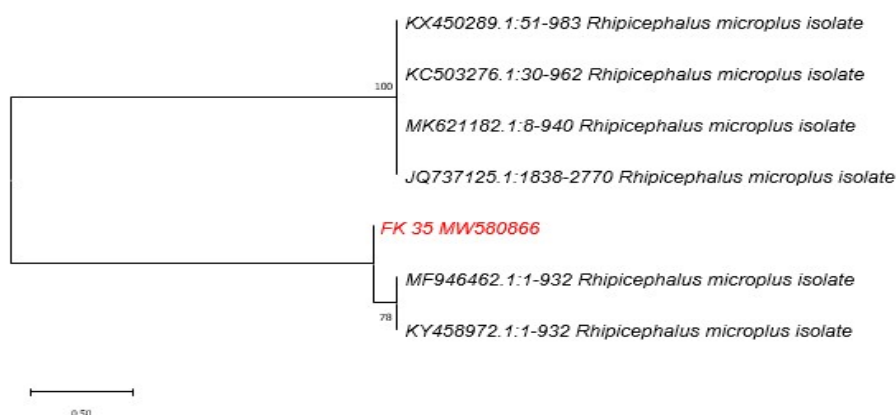 KX450289.1:51-983 Rhipicephalus microplus isolate
KC503276.1:30-962 Rhipicephalus microplus isolate
100
MK621182.1:8-940 Rhipicephalus microplus isolate
JQ737125.1:1838-2770 Rhipicephalus microplus isolate
FK 35 MW580866
MF946462.1:1-932 Rhipicephalus microplus isolate
78
KY458972.1:1-932 Rhipicephalus microplus isolate
0.50